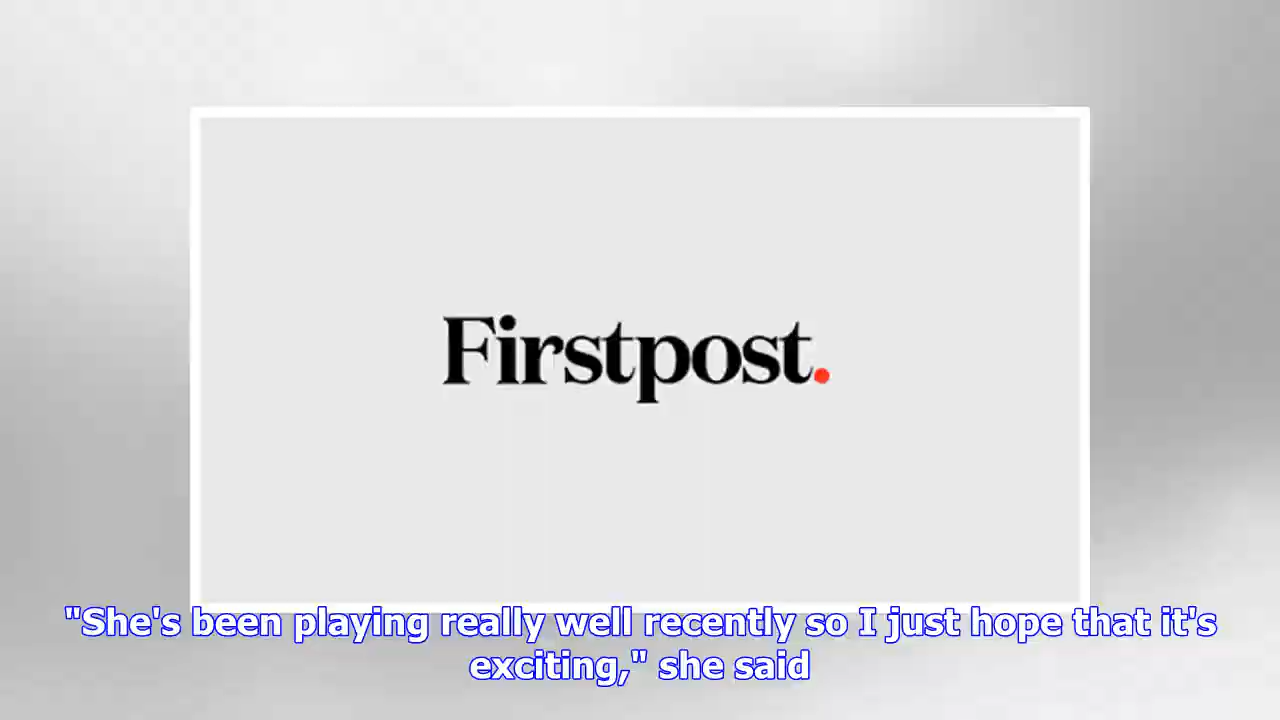 Firstpost.
"She's been playing really well recently so I just hope that it's
exciting," she said